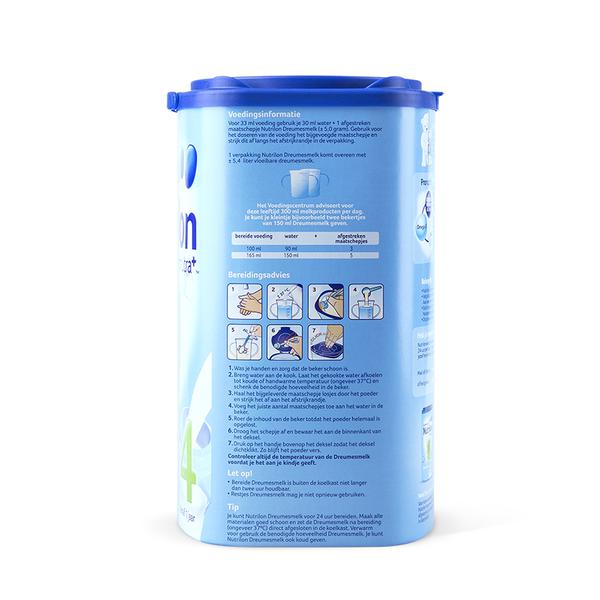 Voedingsinformatie
Voor 33 ml voeding gebruik je 30 ml water + 1 afgestreken
maatschepje Nutrilon Dreumesmelk (± 5,0 gram). Gebruik voor
het doseren van de voeding het bijgevoegde maatschepje en
strijk dit af langs het afstrijkrandje in de verpakking.
1 verpakking Nutrilon Dreumesmelk komt overeen met
± 5,4 liter vloeibare dreumesmelk.
Het Voedingscentrum adviseert voor
deze leeftijd 300 ml melkproducten per dag.
Je kunt je kleintje bijvoorbeeld twee bekertjes
van 150 ml Dreumesmelk geven.
bereide voeding water + afgestreken
maatschepjes
100 ml 90 ml 3
165 ml 150 ml 5
Bereidingsadvies
1 2 3 4
5 6 7
1. Was je handen en zorg dat de beker schoon is.
2. Breng water aan de kook. Laat het gekookte water afkoelen
tot koude of handwarme temperatuur (ongeveer 37°C) en
schenk de benodigde hoeveelheid in de beker.
3. Haal het bijgeleverde maatschepje losjes door het poeder
en strijk het af aan het afstrijkrandje.
4. Voeg het juiste aantal maatschepjes toe aan het water in de
beker.
5. Roer de inhoud van de beker totdat het poeder helemaal is
opgelost.
6. Droog het schepje af en bewaar het aan de binnenkant van
het deksel.
7. Druk op het handje bovenop het deksel zodat het deksel
dichtklikt. Zo blijft het poeder vers.
Controleer altijd de temperatuur van de Dreumesmelk
voordat je het aan je kindje geeft.
Let op!
• Bereide Dreumesmelk is buiten de koelkast niet langer
dan twee uur houdbaar.
• Restjes Dreumesmelk mag je niet opnieuw gebruiken.
Tip
Je kunt Nutrilon Dreumesmelk voor 24 uur bereiden. Maak alle
materialen goed schoon en zet de Dreumesmelk na bereiding
(ongeveer 37°C) direct afgesloten in de koelkast. Verwarm
voor gebruik de benodigde hoeveelheid Dreumesmelk. Je kunt
Nutrilon Dreumesmelk ook koud geven.
on
ra+
4
1 jaar